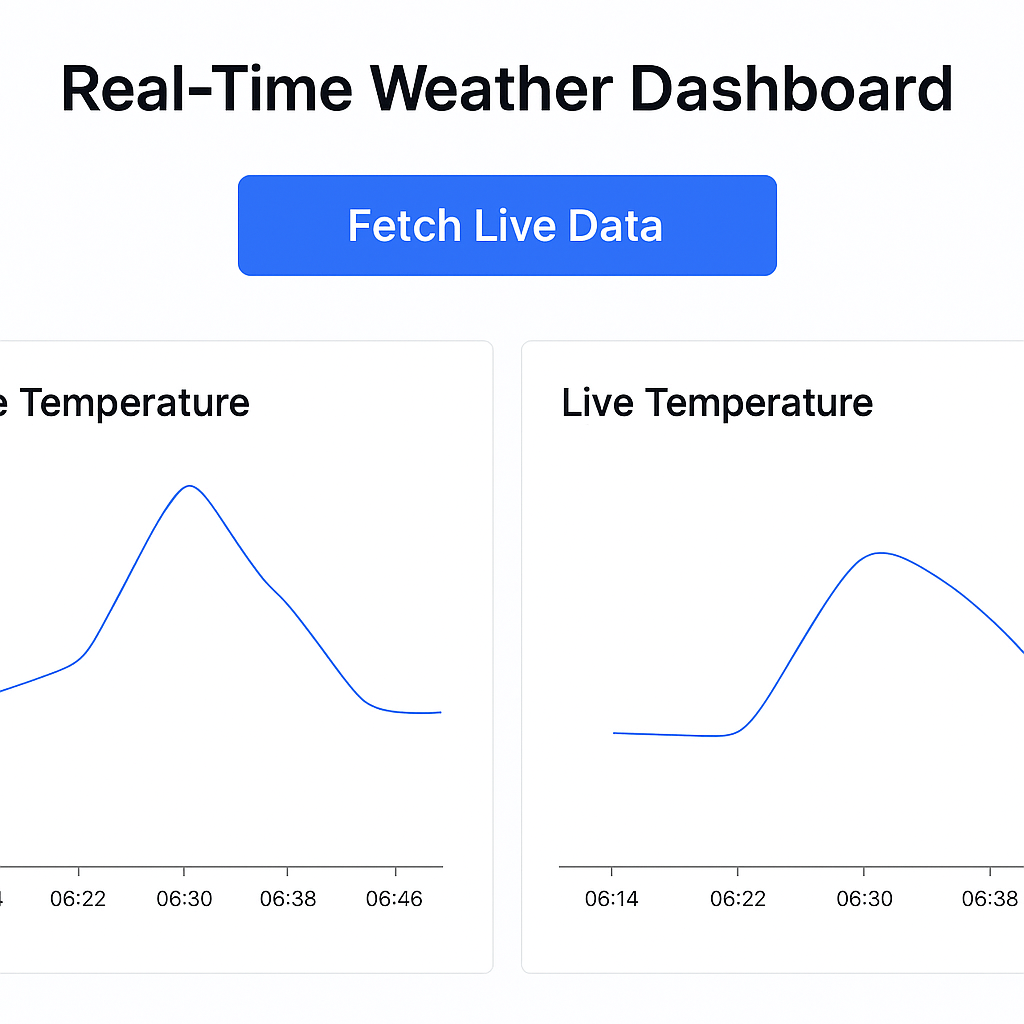 Real-Time Weather Dashboard
Fetch Live Data
e Temperature
Live Temperature
4 06:22 06:30 06:38 06:46
06:14 06:22 06:30 06:38